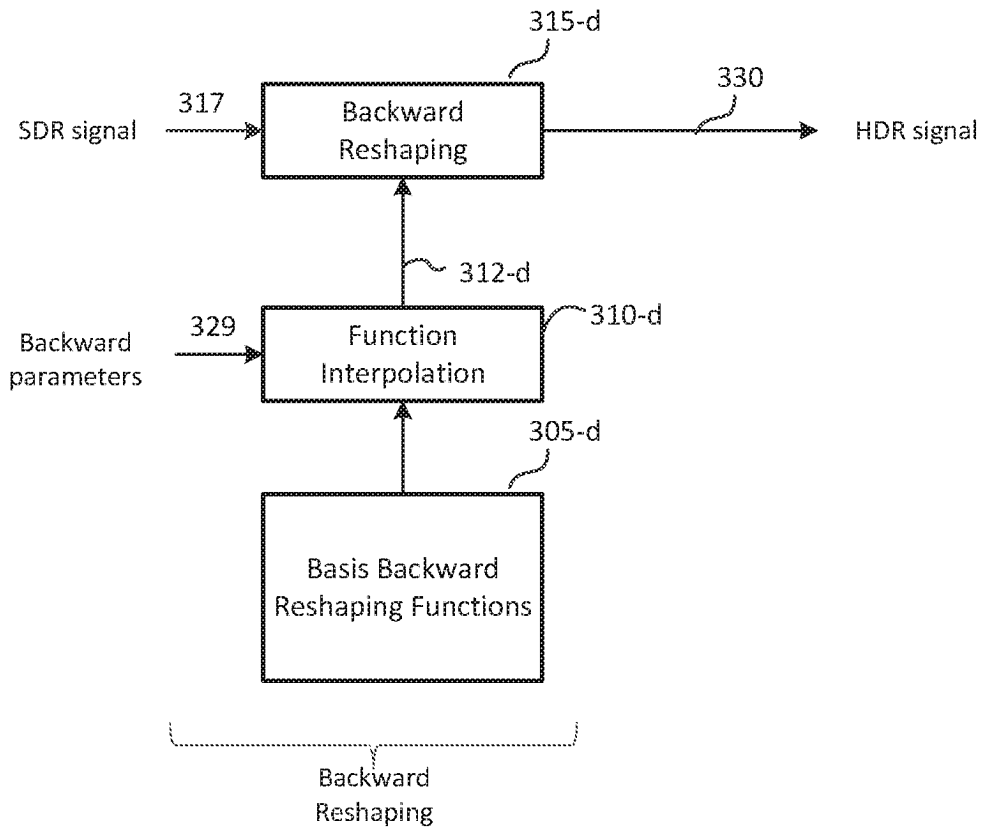 315-d
317
SDR signal
Backward
Reshaping
330
HDR signal
312-d
310-d
329
Backward
parameters
Function
Interpolation
305-d
Basis Backward
Reshaping Functions
Backward
Reshaping